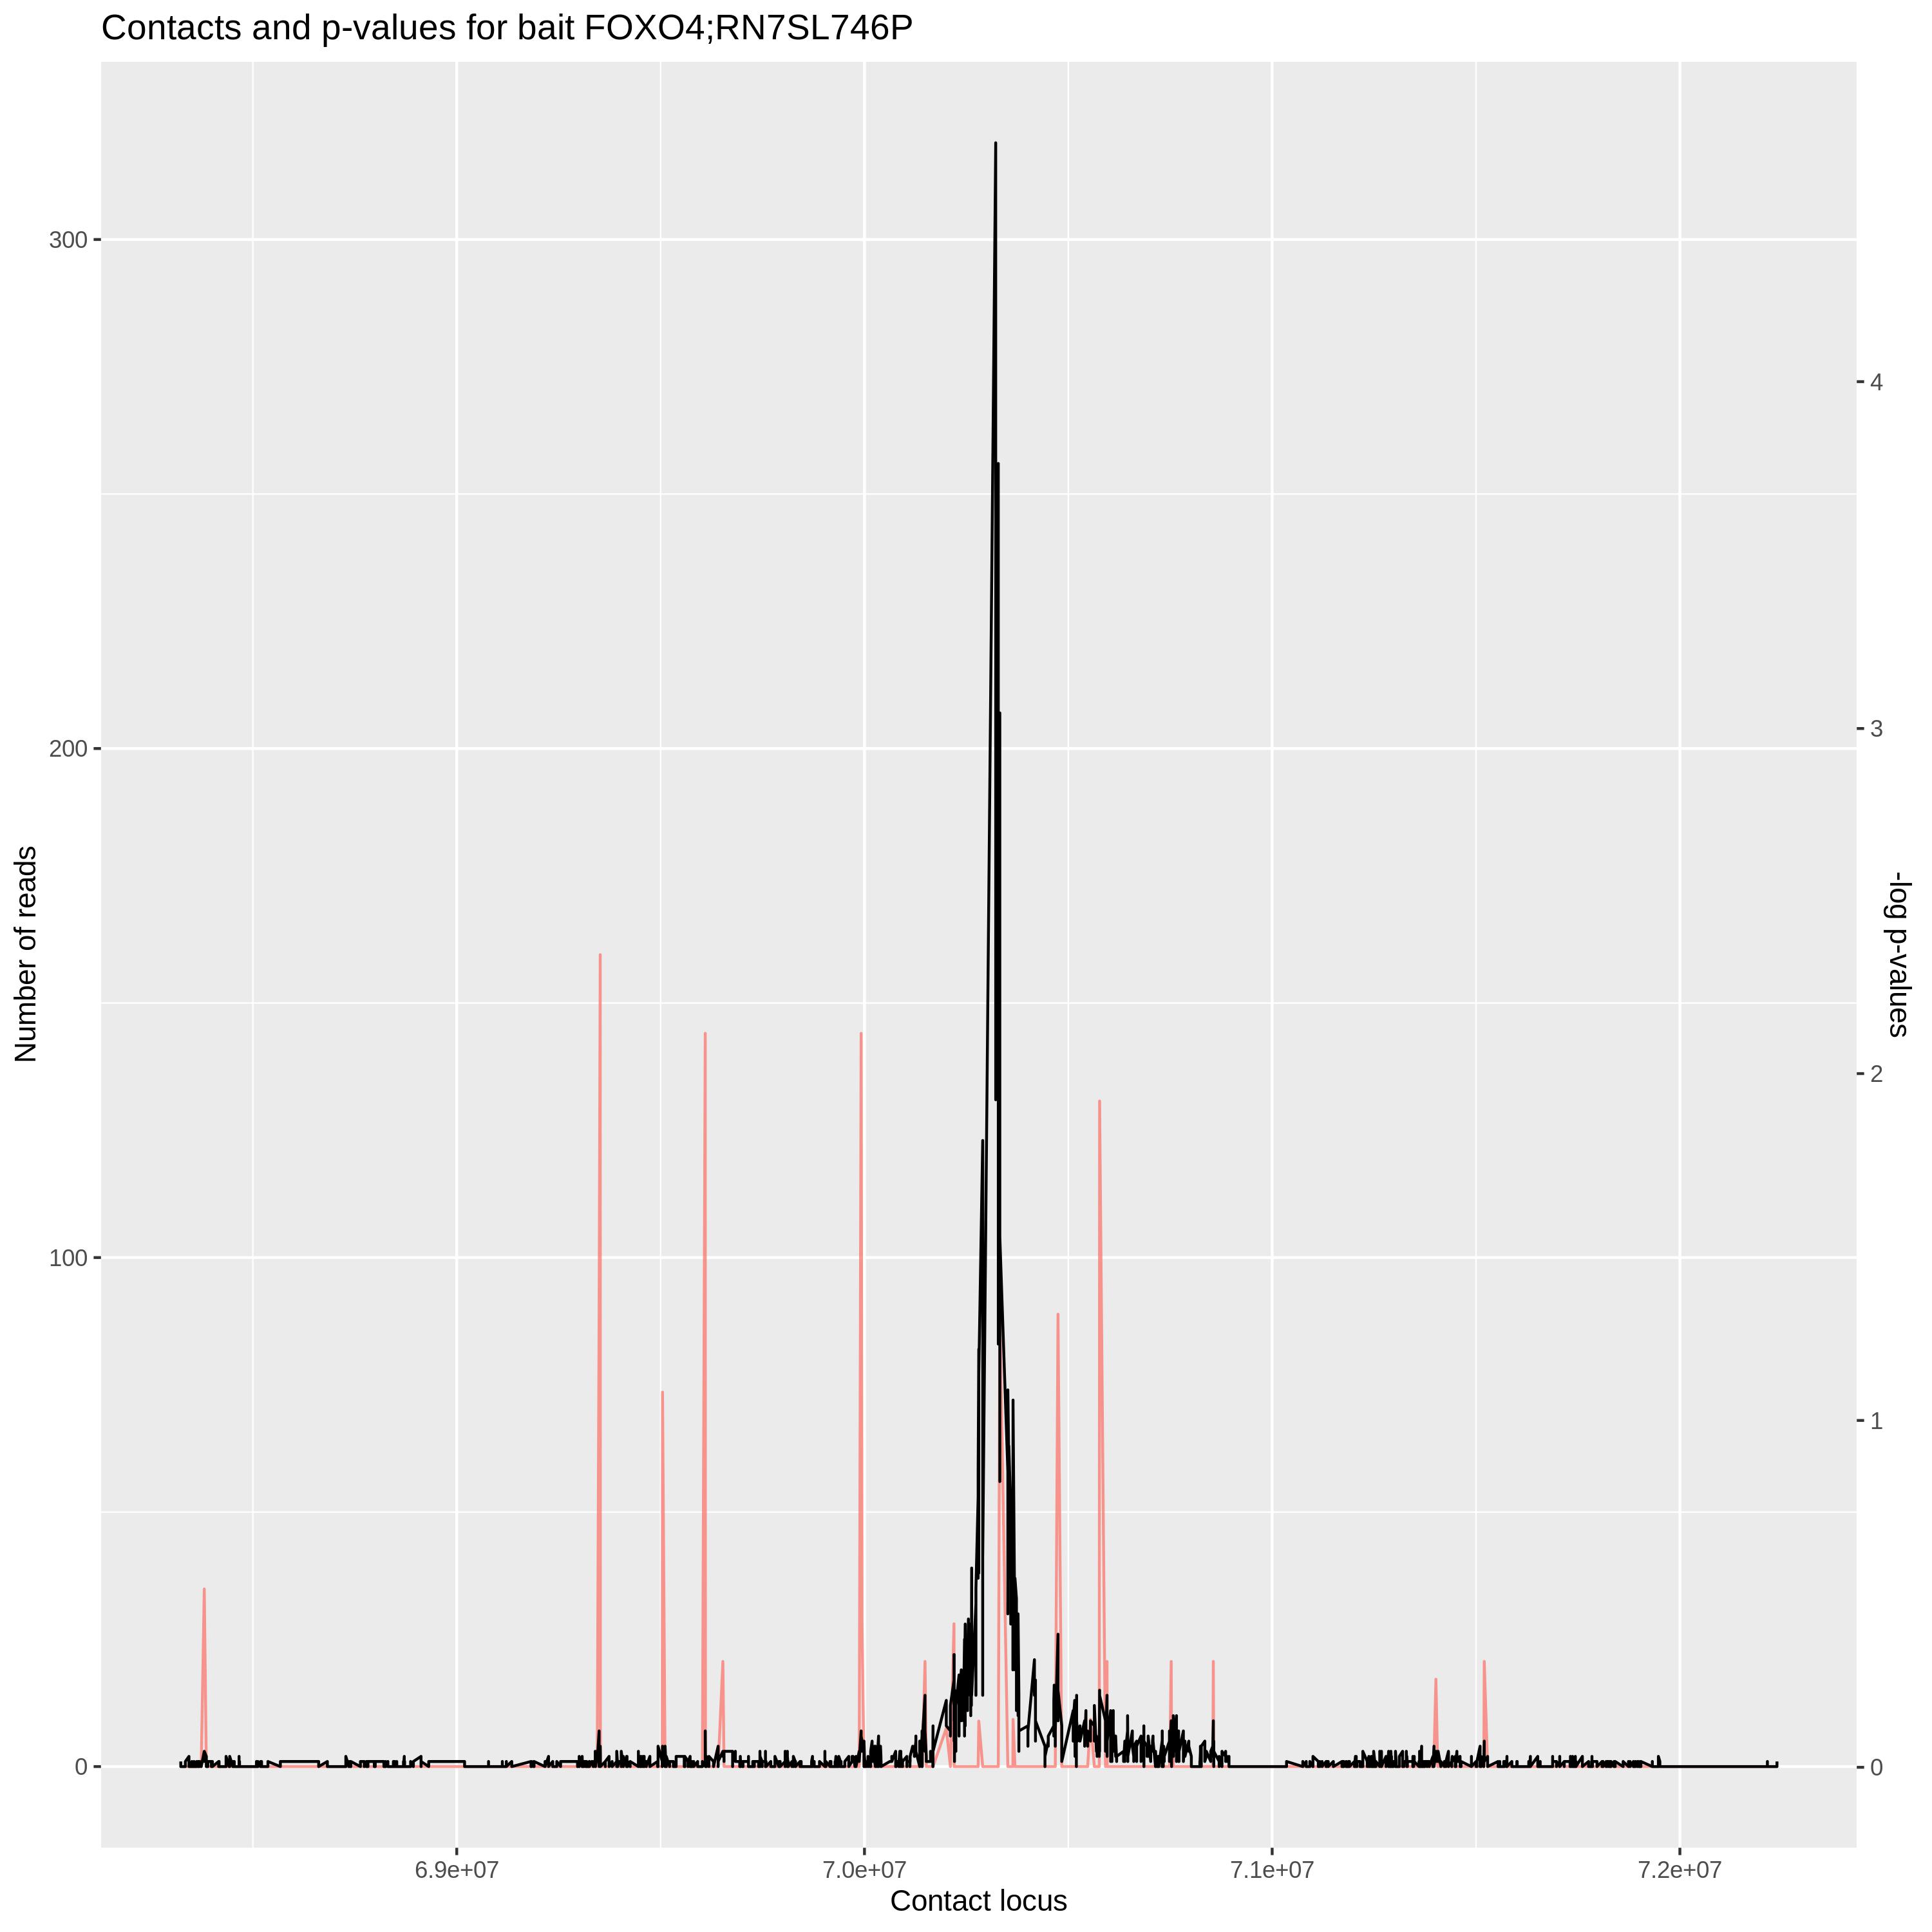 Contacts and p-values for bait FOXO4;RN7SL746P
300
200
100
0
Number of reads
4
3
2
1
0
-log p-values
6.9e+07
7.0e+07
7.1e+07
7.2e+07
Contact locus